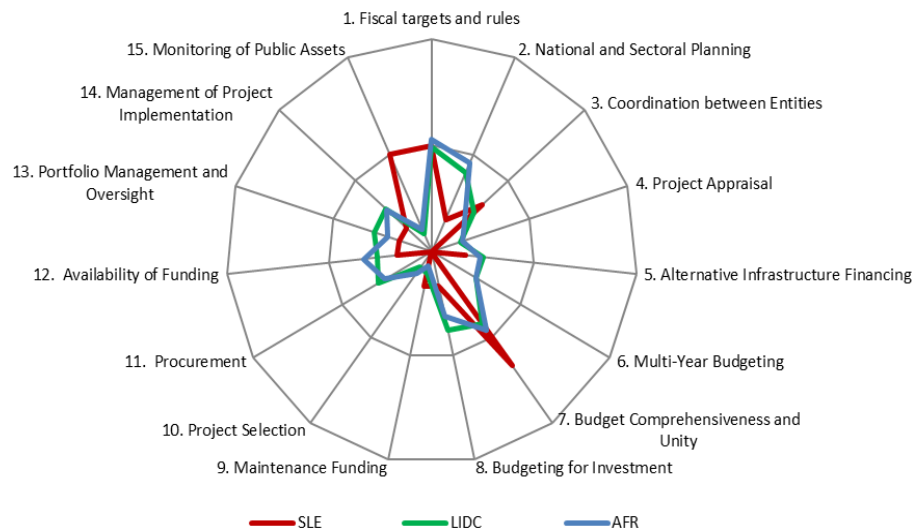 1. Fiscal targets and rules
2. National and Sectoral Planning
3. Coordination between Entities
4. Project Appraisal
5. Alternative Infrastructure Financing
6. Multi-Year Budgeting
7. Budget Comprehensiveness and
Unity
8. Budgeting for Investment
9. Maintenance Funding
10. Project Selection
11. Procurement
12. Availability of Funding
13. Portfolio Management and
Oversight
14. Management of Project
Implementation
15. Monitoring of Public Assets
SLE
LIDC
AFR